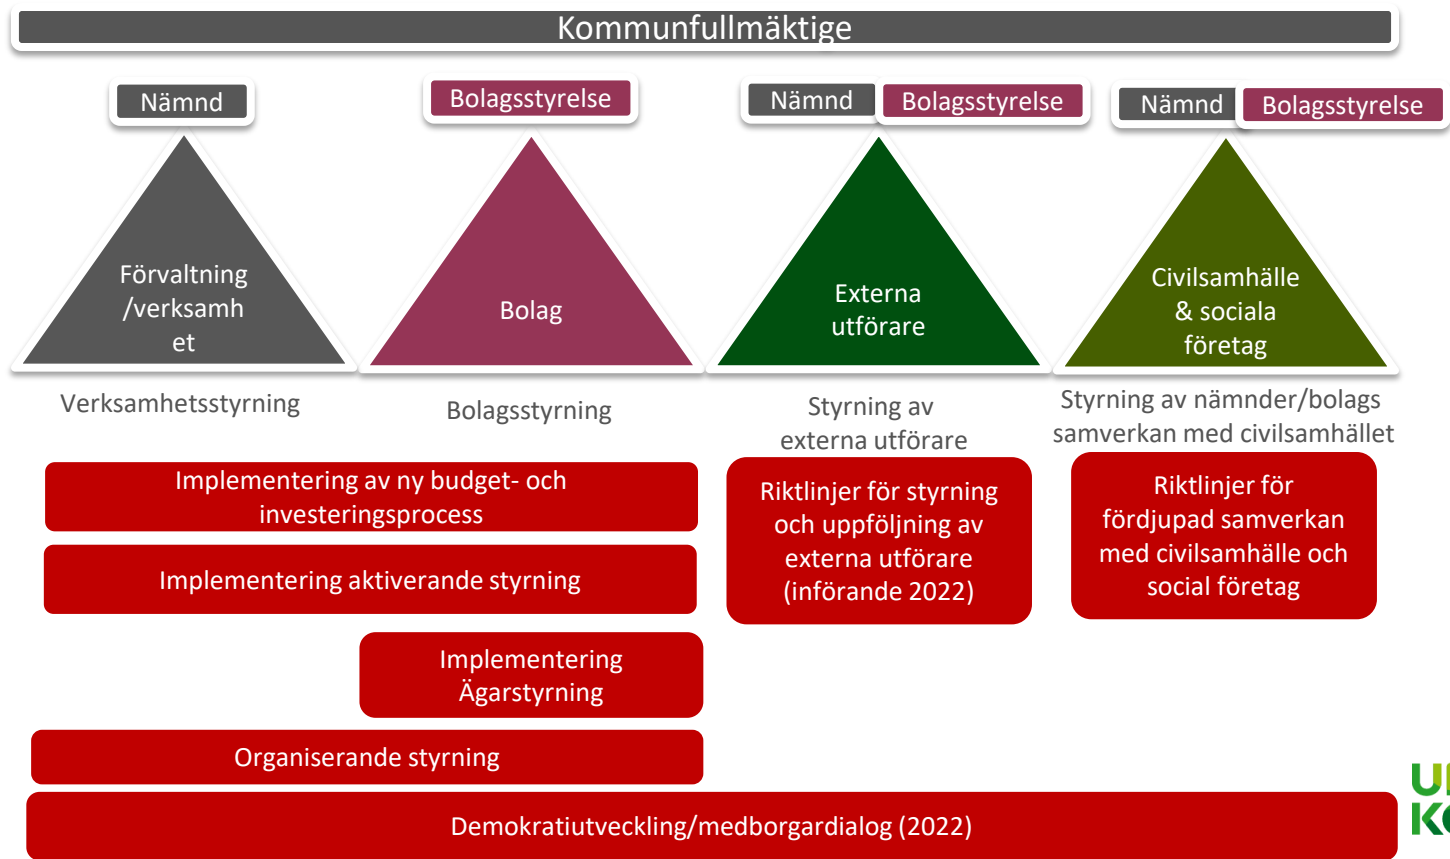 Kommunfullmäktige
Nämnd
Bolagsstyrelse
Nämnd
Bolagsstyrelse
Nämnd
Bolagsstyrelse
Förvaltning
/verksamh
et
Bolag
Externa
utförare
Civilsamhälle
& sociala
företag
Verksamhetsstyrning
Bolagsstyrning
Styrning av
externa utförare
Styrning av nämnder/bolags
samverkan med civilsamhället
Implementering av ny budget- och
investeringsprocess
Implementering aktiverande styrning
Implementering
Ägarstyrning
Organiserande styrning
Riktlinjer för styrning
och uppföljning av
externa utförare
(införande 2022)
Riktlinjer för
fördjupad samverkan
med civilsamhälle och
social företag
Demokratiutveckling/medborgardialog (2022)